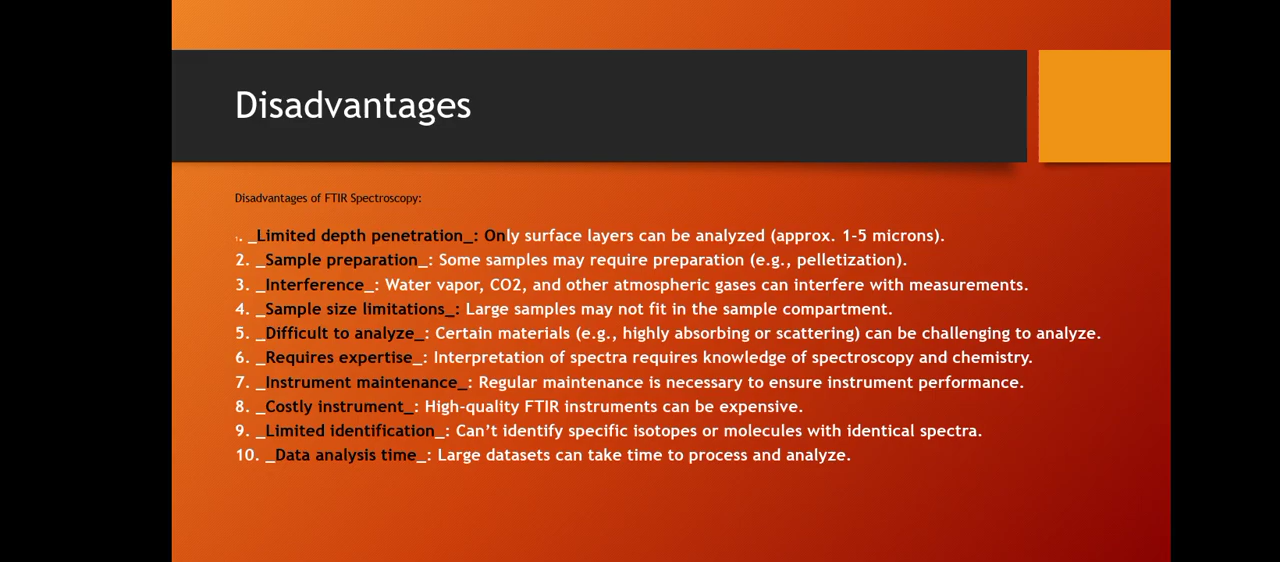 Disadvantages
Disadvantages of FTIR Spectroscopy:
1. _Limited depth penetration_: Only surface layers can be analyzed (approx. 1-5 microns).
2. _Sample preparation_: Some samples may require preparation (e.g., pelletization).
3. _Interference_: Water vapor, CO2, and other atmospheric gases can interfere with measurements.
4. _Sample size limitations_: Large samples may not fit in the sample compartment.
5. _Difficult to analyze_: Certain materials (e.g., highly absorbing or scattering) can be challenging to analyze.
6. _Requires expertise_: Interpretation of spectra requires knowledge of spectroscopy and chemistry.
7. _Instrument maintenance_: Regular maintenance is necessary to ensure instrument performance.
8. _Costly instrument_: High-quality FTIR instruments can be expensive.
9. _Limited identification_: Can’t identify specific isotopes or molecules with identical spectra.
10. _Data analysis time_: Large datasets can take time to process and analyze.